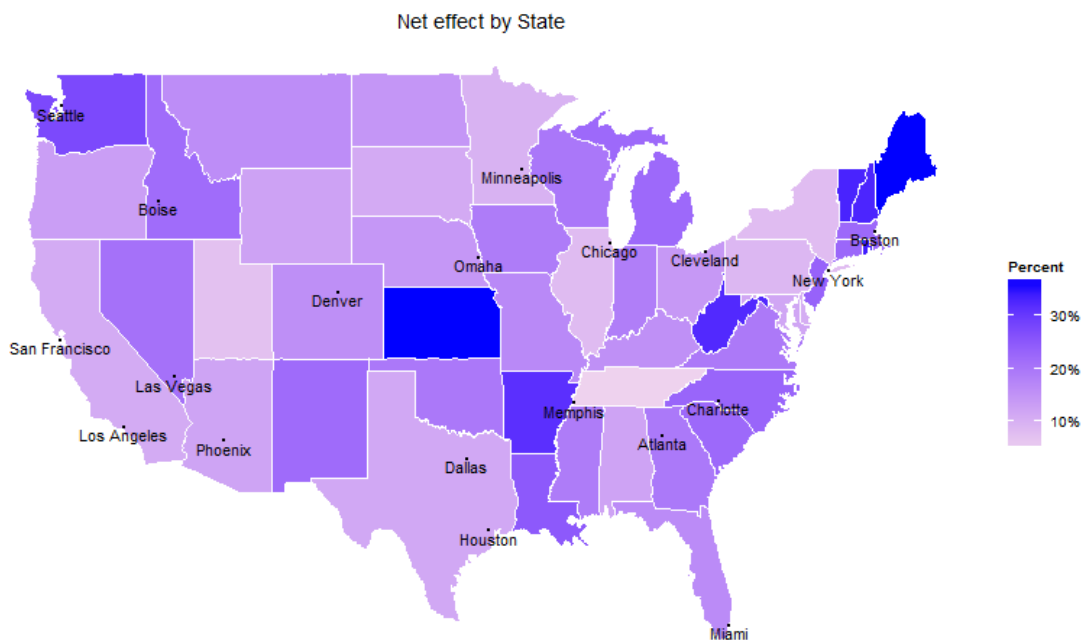 Net effect by State
Seattle
Minneapolis
Boise
Boston
Chicago
Cleveland
Omaha
Percent
New York
Denver
30%
San Francisco
20%
Las Vegas
Memphis
Charlotte
10%
Los Angeles
Atlanta
Phoenix
Dallas
Houston
Miami